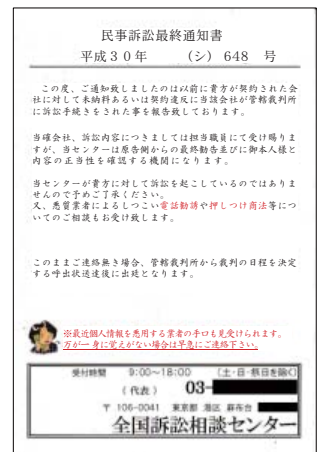 民事訴訟最終通知書
平成30年　（シ）648　号
この度、ご通知致しましたのは以前に貴方が契約された会
社に対して未納料あるいは契約違反に当該会社が管轄裁判所
に訴訟手続きをされた事を報告致しております。
当確会社、訴訟内容につきましては担当職員にて受け賜りま
すが、当センターは原告側からの最終勧告並びに御本人様と
内容の正当性を確認する機関になります。
当センターが貴方に対して訴訟を起こしているのではありま
せんので予めご了承ください。
又、悪質業者によるしつこい電話勧誘や押しつけ商法等につ
いてのご相談もお受け致します。
このままご連絡無き場合、管轄裁判所から裁判の日程を決定
する呼出状送達後に出廷となります。
※最近個人情報を悪用する業者の手口も見受けられます。
万が一身に覚えがない場合は早急にご連絡下さい。
受付時間　9:00～18:00　（土・日・祭日を除く）
（代表）　03-
〒 106-0041　東京都 港区 麻布台
全国訴訟相談センター